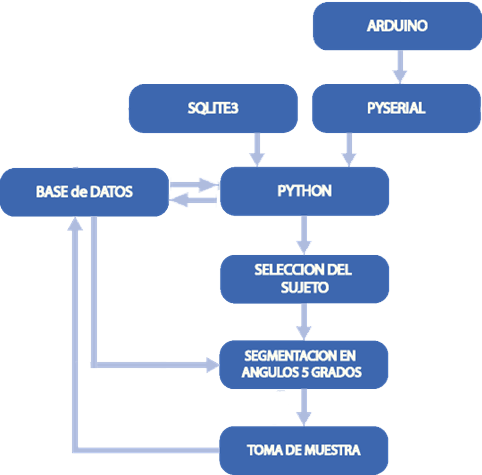 ARDUINO
SQLITE3
PYSERIAL
BASE de DATOS
PYTHON
SELECCION DEL
SUJETO
SEGMENTACION EN
ANGULOS 5 GRADOS
TOMA DE MUESTRA